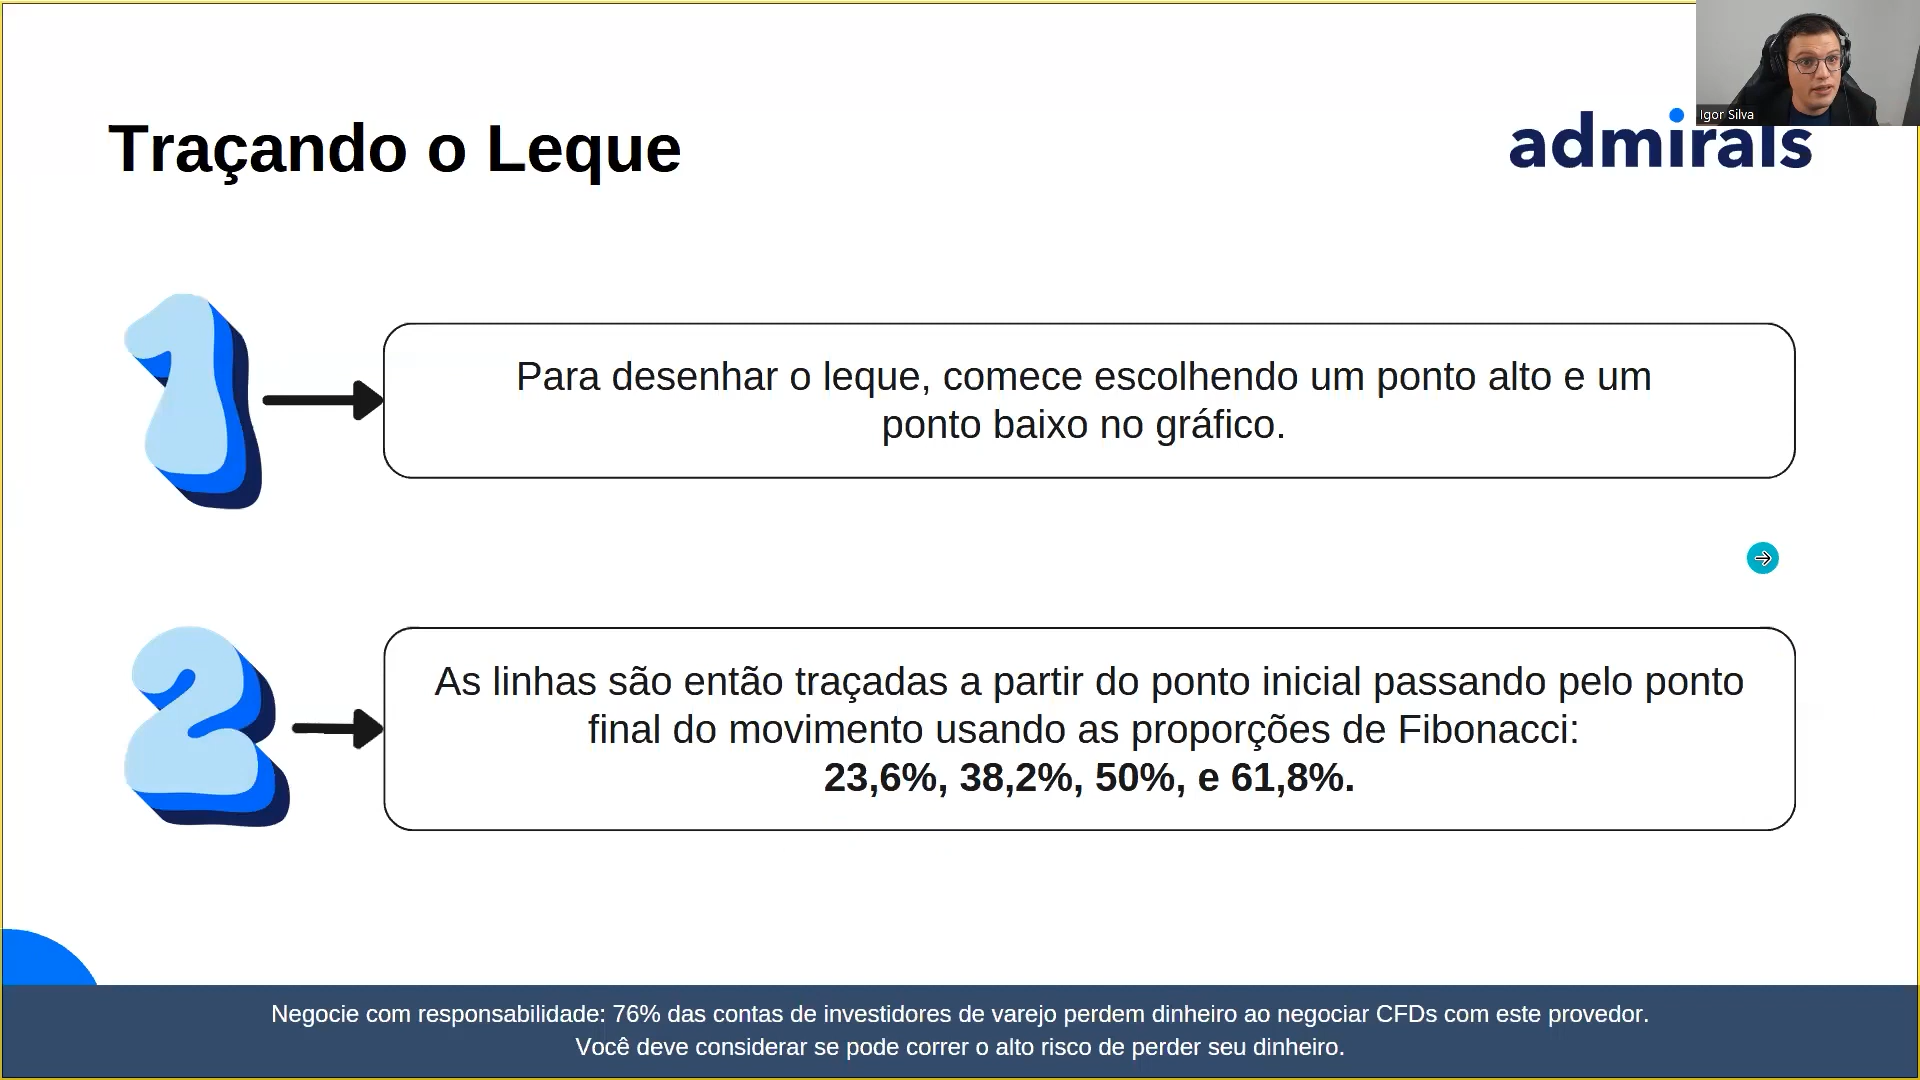 Igor Silva
admirals
Traçando o Leque
1
Para desenhar o leque, comece escolhendo um ponto alto e um
ponto baixo no gráfico.
2
As linhas são então traçadas a partir do ponto inicial passando pelo ponto
final do movimento usando as proporções de Fibonacci:
23,6%, 38,2%, 50%, e 61,8%.
Negocie com responsabilidade: 76% das contas de investidores de varejo perdem dinheiro ao negociar CFDs com este provedor.
Você deve considerar se pode correr o alto risco de perder seu dinheiro.